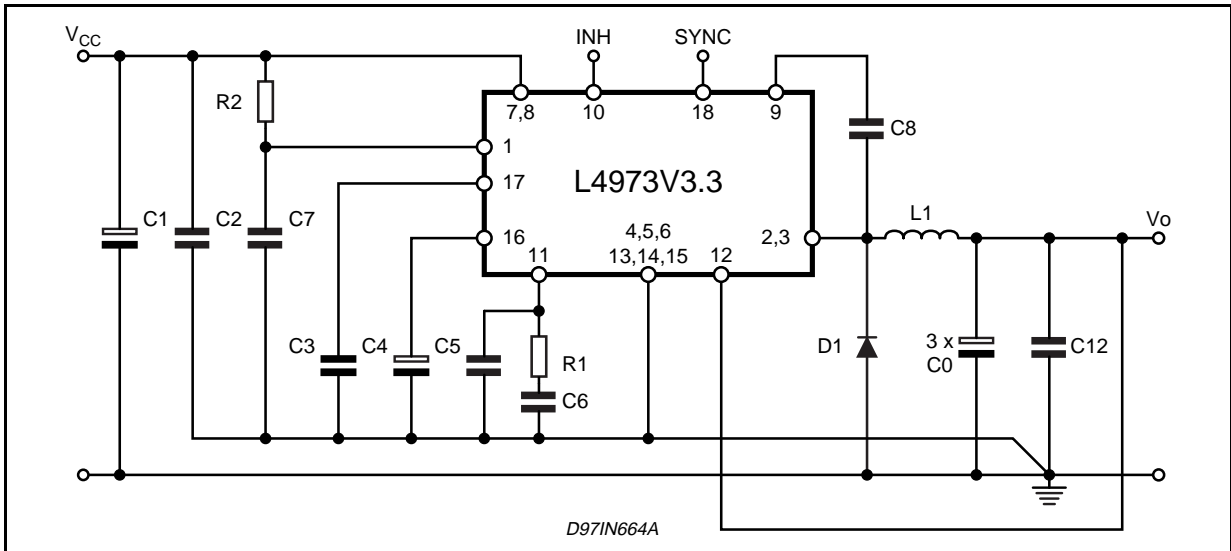 VCC
INH
SYNC
R2
7,8
10
18
9
C8
1
L4973V3.3
17
L1
Vo
C1
C2
C7
4,5,6
2,3
16
11
13,14,15
12
C3
C4
C5
R1
D1
3 x
C0
C12
C6
D97IN664A